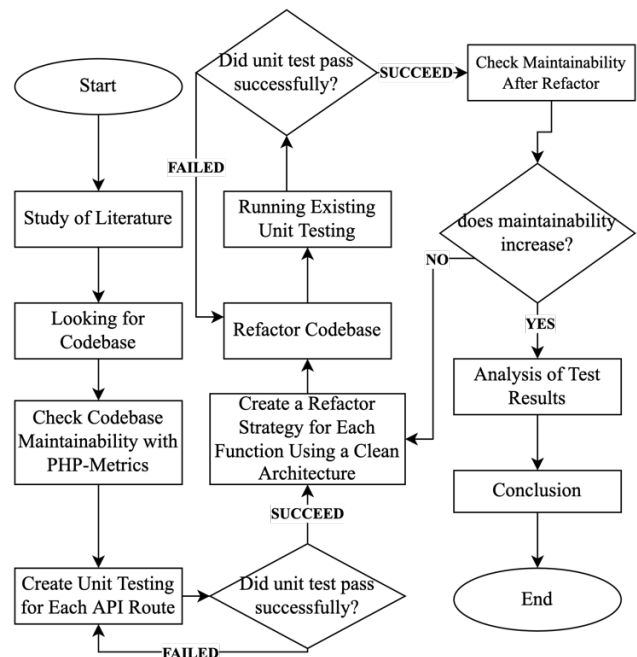 Start
Study of Literature
Looking for
Codebase
Check Codebase
Maintainability with
PHP-Metrics
Create Unit Testing
for Each API Route
Did unit test pass
successfully?
FAILED
SUCCEED
Create a Refactor
Strategy for Each
Function Using a Clean
Architecture
Refactor Codebase
Running Existing
Unit Testing
Did unit test pass
successfully?
FAILED
SUCCEED
Check Maintainability
After Refactor
does maintainability
increase?
NO
YES
Analysis of Test
Results
Conclusion
End